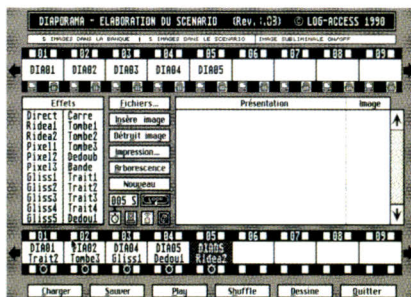 DIAPORAMA - ELABORATION DU SCENARIO (Rev. 1.03) © LOG-ACCESS 1990
5 IMAGES DANS LA BANQUE | 5 IMAGES DANS LE SCENARIO | IMAGE SUBLIMINALE ON/OFF
01 02 03 04 05 06 07 08 09
DIA01 DIA02 DIA03 DIA04 DIA05
Effets Fichiers... Présentation Image
Direct Carre
Ridea1 Tombe1 Insère image
Ridea2 Tombe2
Pixel1 Tombe3 Détruit image
Pixel2 Dedoub
Pixel3 Bande Impression...
Gliss1 Trait1
Gliss2 Trait2 Arborescence
Gliss3 Trait3
Gliss4 Trait4 Nouveau
Gliss5 Dedou1 005 S
01 02 03 04 05 06 07 08 09
DIA01 DIA02 DIA04 DIA05 DIA05
Trait2 Tombe3 Gliss1 Dedou1 Ridea2
Charger Sauver Play Shuffle Dessine Quitter